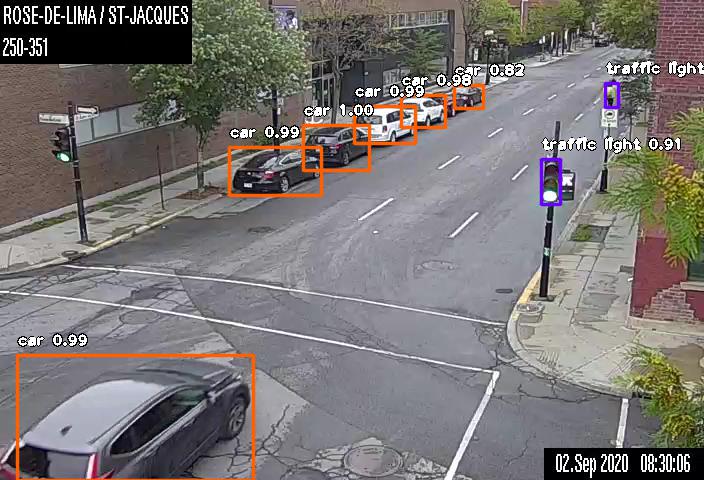 ROSE-DE-LIMA / ST-JACQUES
250-351
car 0.82
car 0.98
traffic light
car 0.99
car 1.00
car 0.99
traffic light 0.91
car 0.99
02.Sep 2020 08:30:06